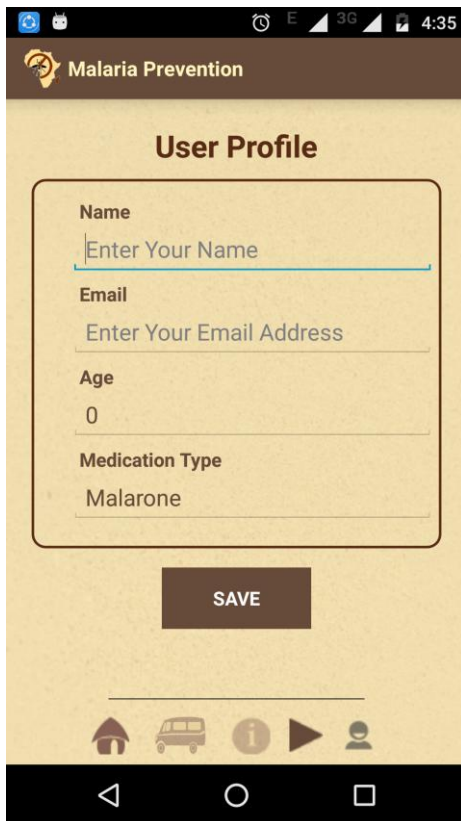 E 3G 4:35
Malaria Prevention
User Profile
Name
Enter Your Name
Email
Enter Your Email Address
Age
0
Medication Type
Malarone
SAVE
i